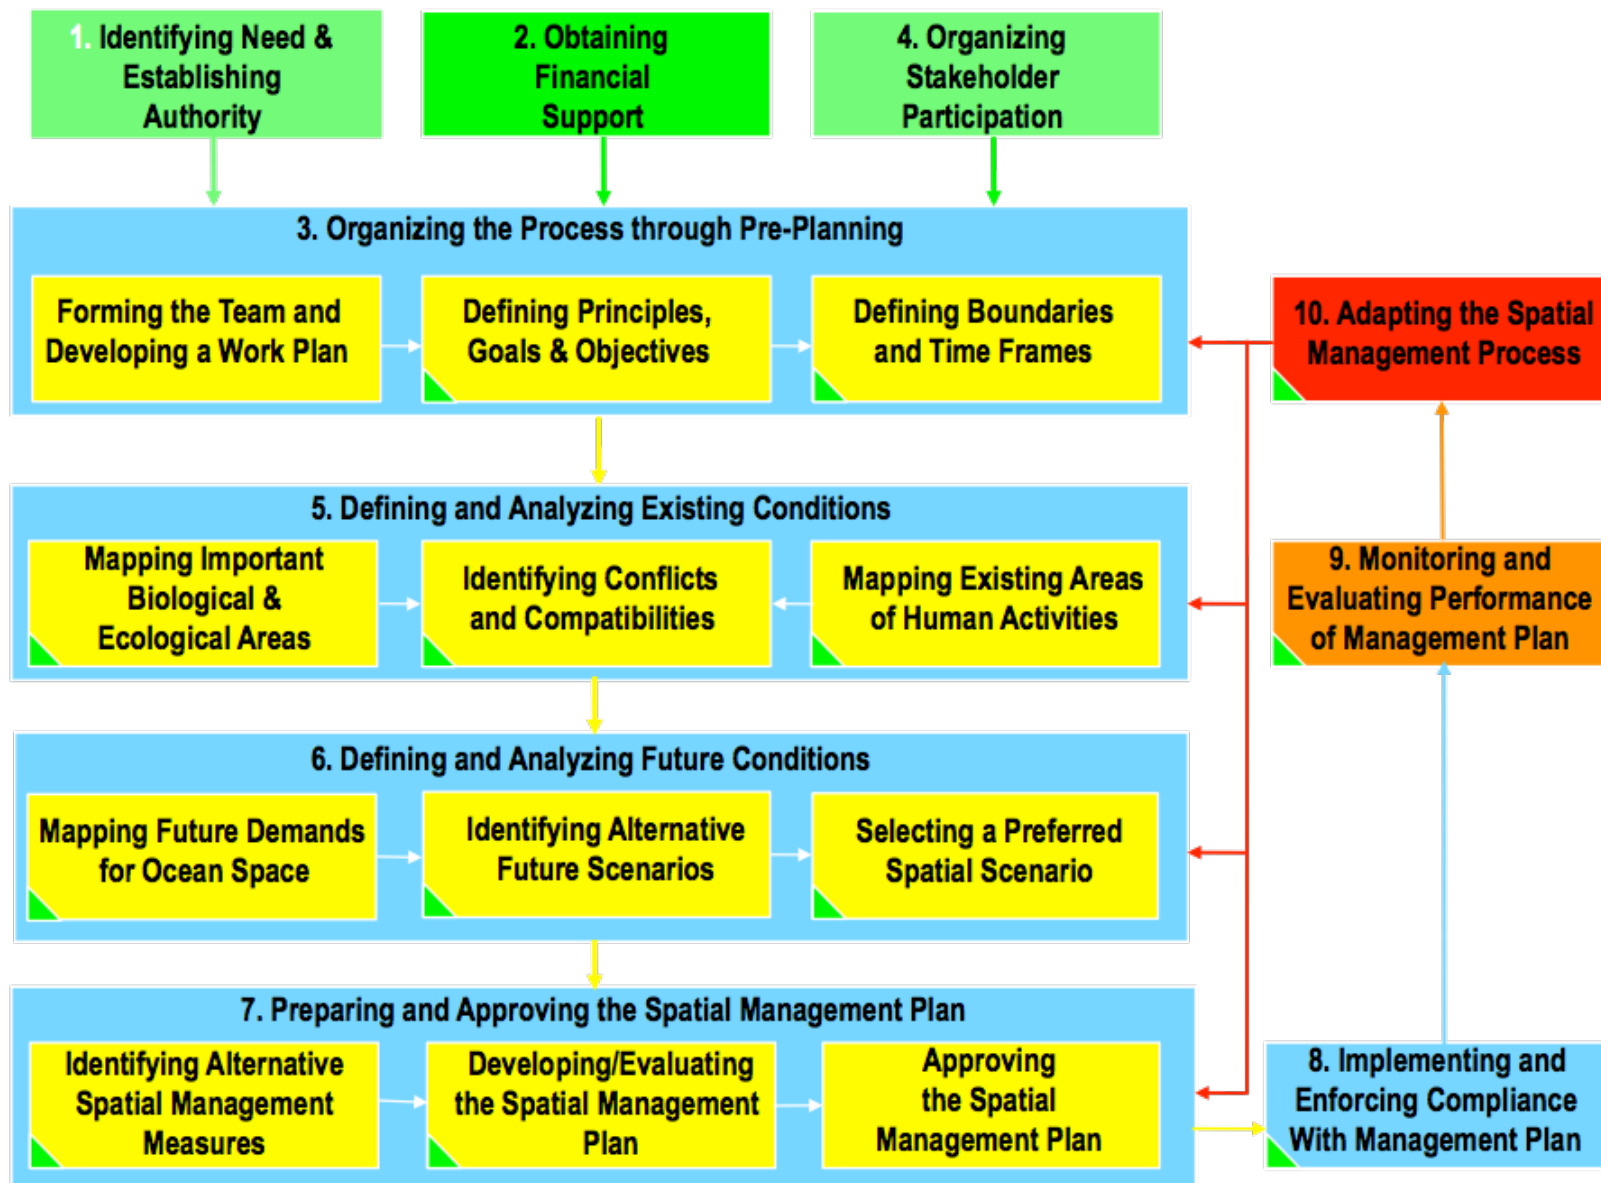 1. Identifying Need &
Establishing
Authority
2. Obtaining
Financial
Support
4. Organizing
Stakeholder
Participation
3. Organizing the Process through Pre-Planning
Forming the Team and
Developing a Work Plan
Defining Principles,
Goals & Objectives
Defining Boundaries
and Time Frames
10. Adapting the Spatial
Management Process
5. Defining and Analyzing Existing Conditions
Mapping Important
Biological &
Ecological Areas
Identifying Conflicts
and Compatibilities
Mapping Existing Areas
of Human Activities
9. Monitoring and
Evaluating Performance
of Management Plan
6. Defining and Analyzing Future Conditions
Mapping Future Demands
for Ocean Space
Identifying Alternative
Future Scenarios
Selecting a Preferred
Spatial Scenario
7. Preparing and Approving the Spatial Management Plan
Identifying Alternative
Spatial Management
Measures
Developing/Evaluating
the Spatial Management
Plan
Approving
the Spatial
Management Plan
8. Implementing and
Enforcing Compliance
With Management Plan